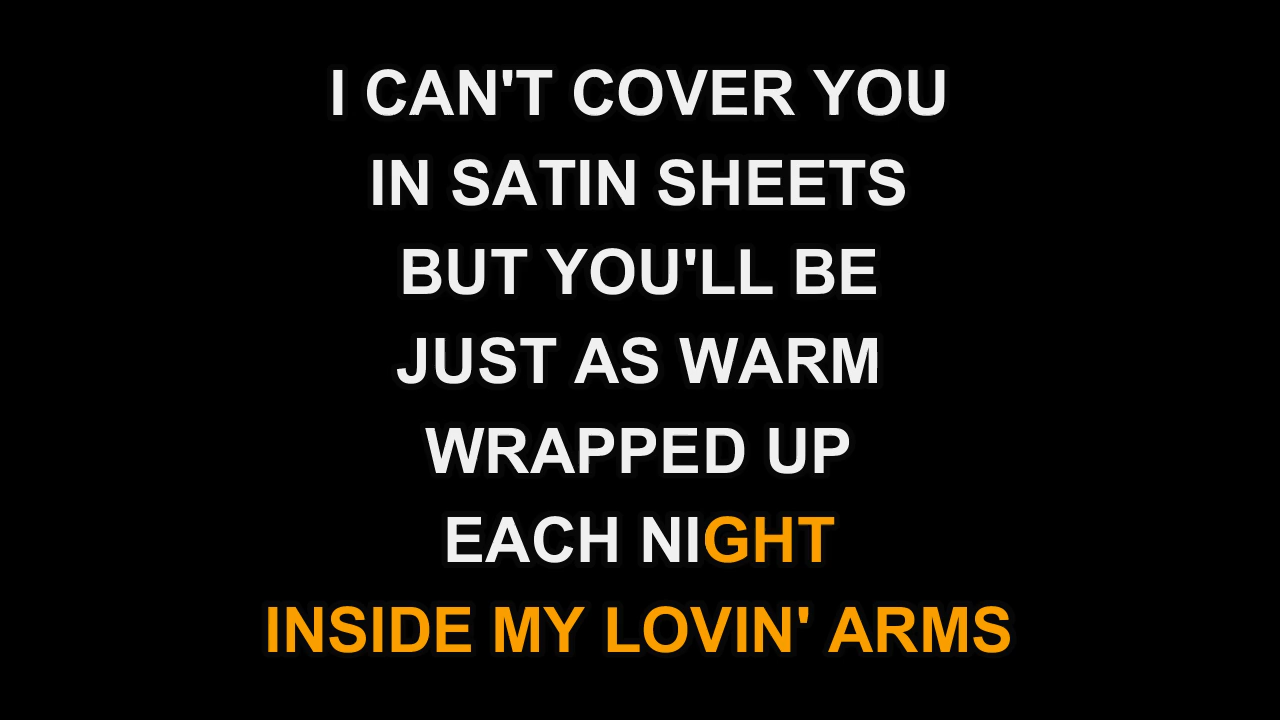 I CAN'T COVER YOU
IN SATIN SHEETS
BUT YOU'LL BE
JUST AS WARM
WRAPPED UP
EACH NIGHT
INSIDE MY LOVIN' ARMS